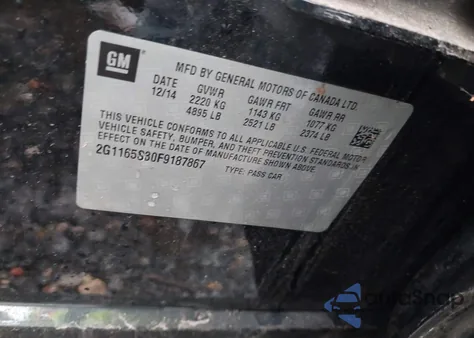 GM
MFD BY GENERAL MOTORS OF CANADA LTD.
DATE GVWR GAWR FRT GAWR RR
12/14 2220 KG 1143 KG 1077 KG
4895 LB 2521 LB 2374 LB
THIS VEHICLE CONFORMS TO ALL APPLICABLE U.S. FEDERAL MOTOR
VEHICLE SAFETY, BUMPER, AND THEFT PREVENTION STANDARDS
IN EFFECT ON THE DATE OF MANUFACTURE SHOWN ABOVE.
2G1165S30F9187867
TYPE: PASS CAR